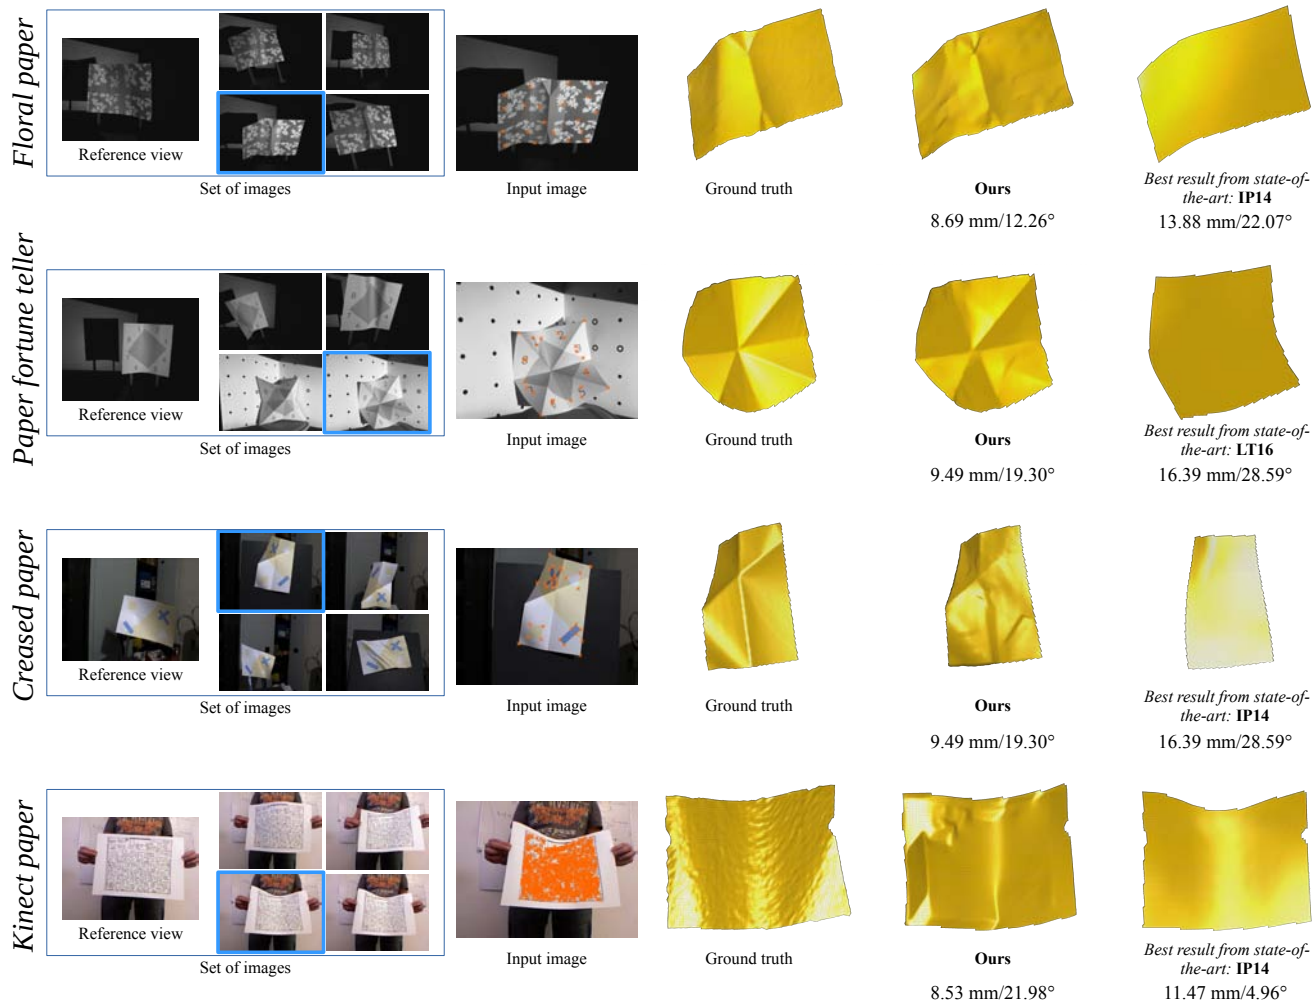 Floral paper
Reference view
Set of images
Input image
Ground truth
Ours
8.69 mm/12.26°
Best result from state-of-
the-art: IP14
13.88 mm/22.07°
Paper fortune teller
Reference view
Set of images
Input image
Ground truth
Ours
9.49 mm/19.30°
Best result from state-of-
the-art: LT16
16.39 mm/28.59°
Creased paper
Reference view
Set of images
Input image
Ground truth
Ours
9.49 mm/19.30°
Best result from state-of-
the-art: IP14
16.39 mm/28.59°
Kinect paper
Reference view
Set of images
Input image
Ground truth
Ours
8.53 mm/21.98°
Best result from state-of-
the-art: IP14
11.47 mm/4.96°